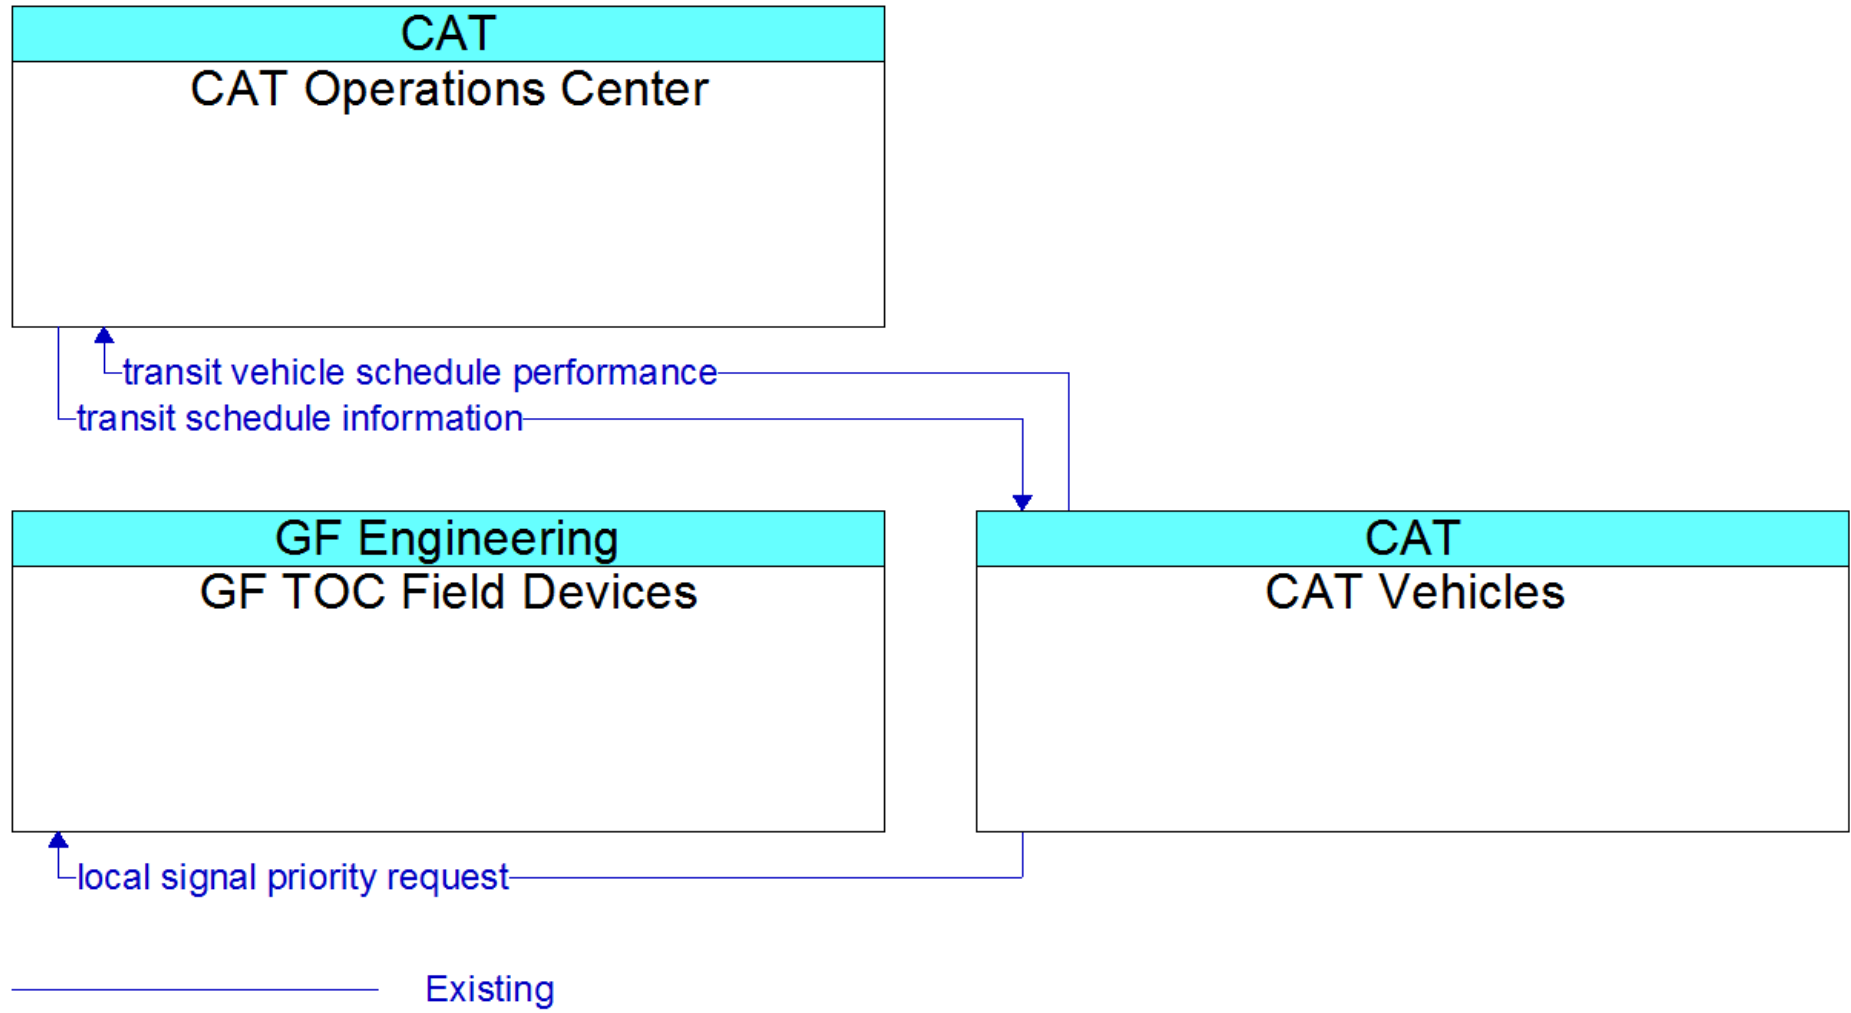 CAT
CAT Operations Center
transit vehicle schedule performance
transit schedule information
GF Engineering
GF TOC Field Devices
CAT
CAT Vehicles
local signal priority request
Existing